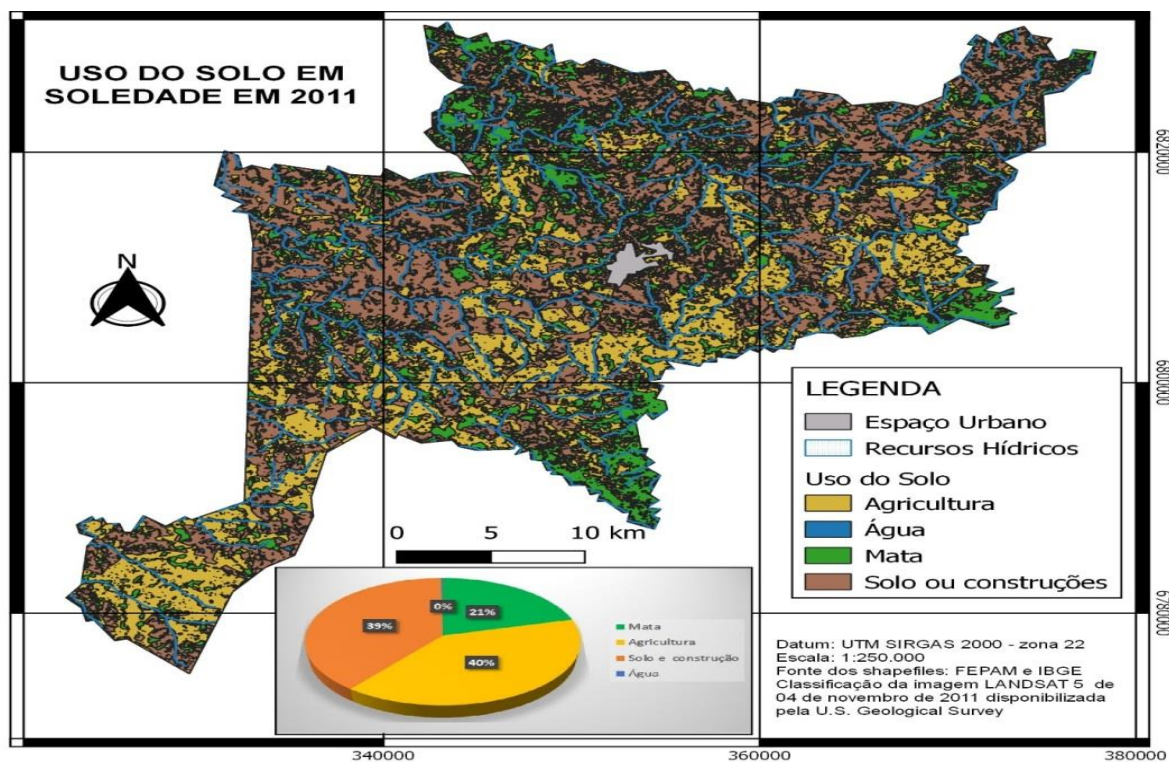 USO DO SOLO EM
SOLEDADE EM 2011
N
6820000
6800000
6780000
LEGENDA
Espaço Urbano
Recursos Hídricos
Uso do Solo
Agricultura
Água
Mata
Solo ou construções
0 5 10 km
0%
21%
39%
40%
Mata
Agricultura
Solo e construção
Água
Datum: UTM SIRGAS 2000 - zona 22
Escala: 1:250.000
Fonte dos shapefiles: FEPAM e IBGE
Classificação da imagem LANDSAT 5 de
04 de novembro de 2011 disponibilizada
pela U.S. Geological Survey
340000 360000 380000